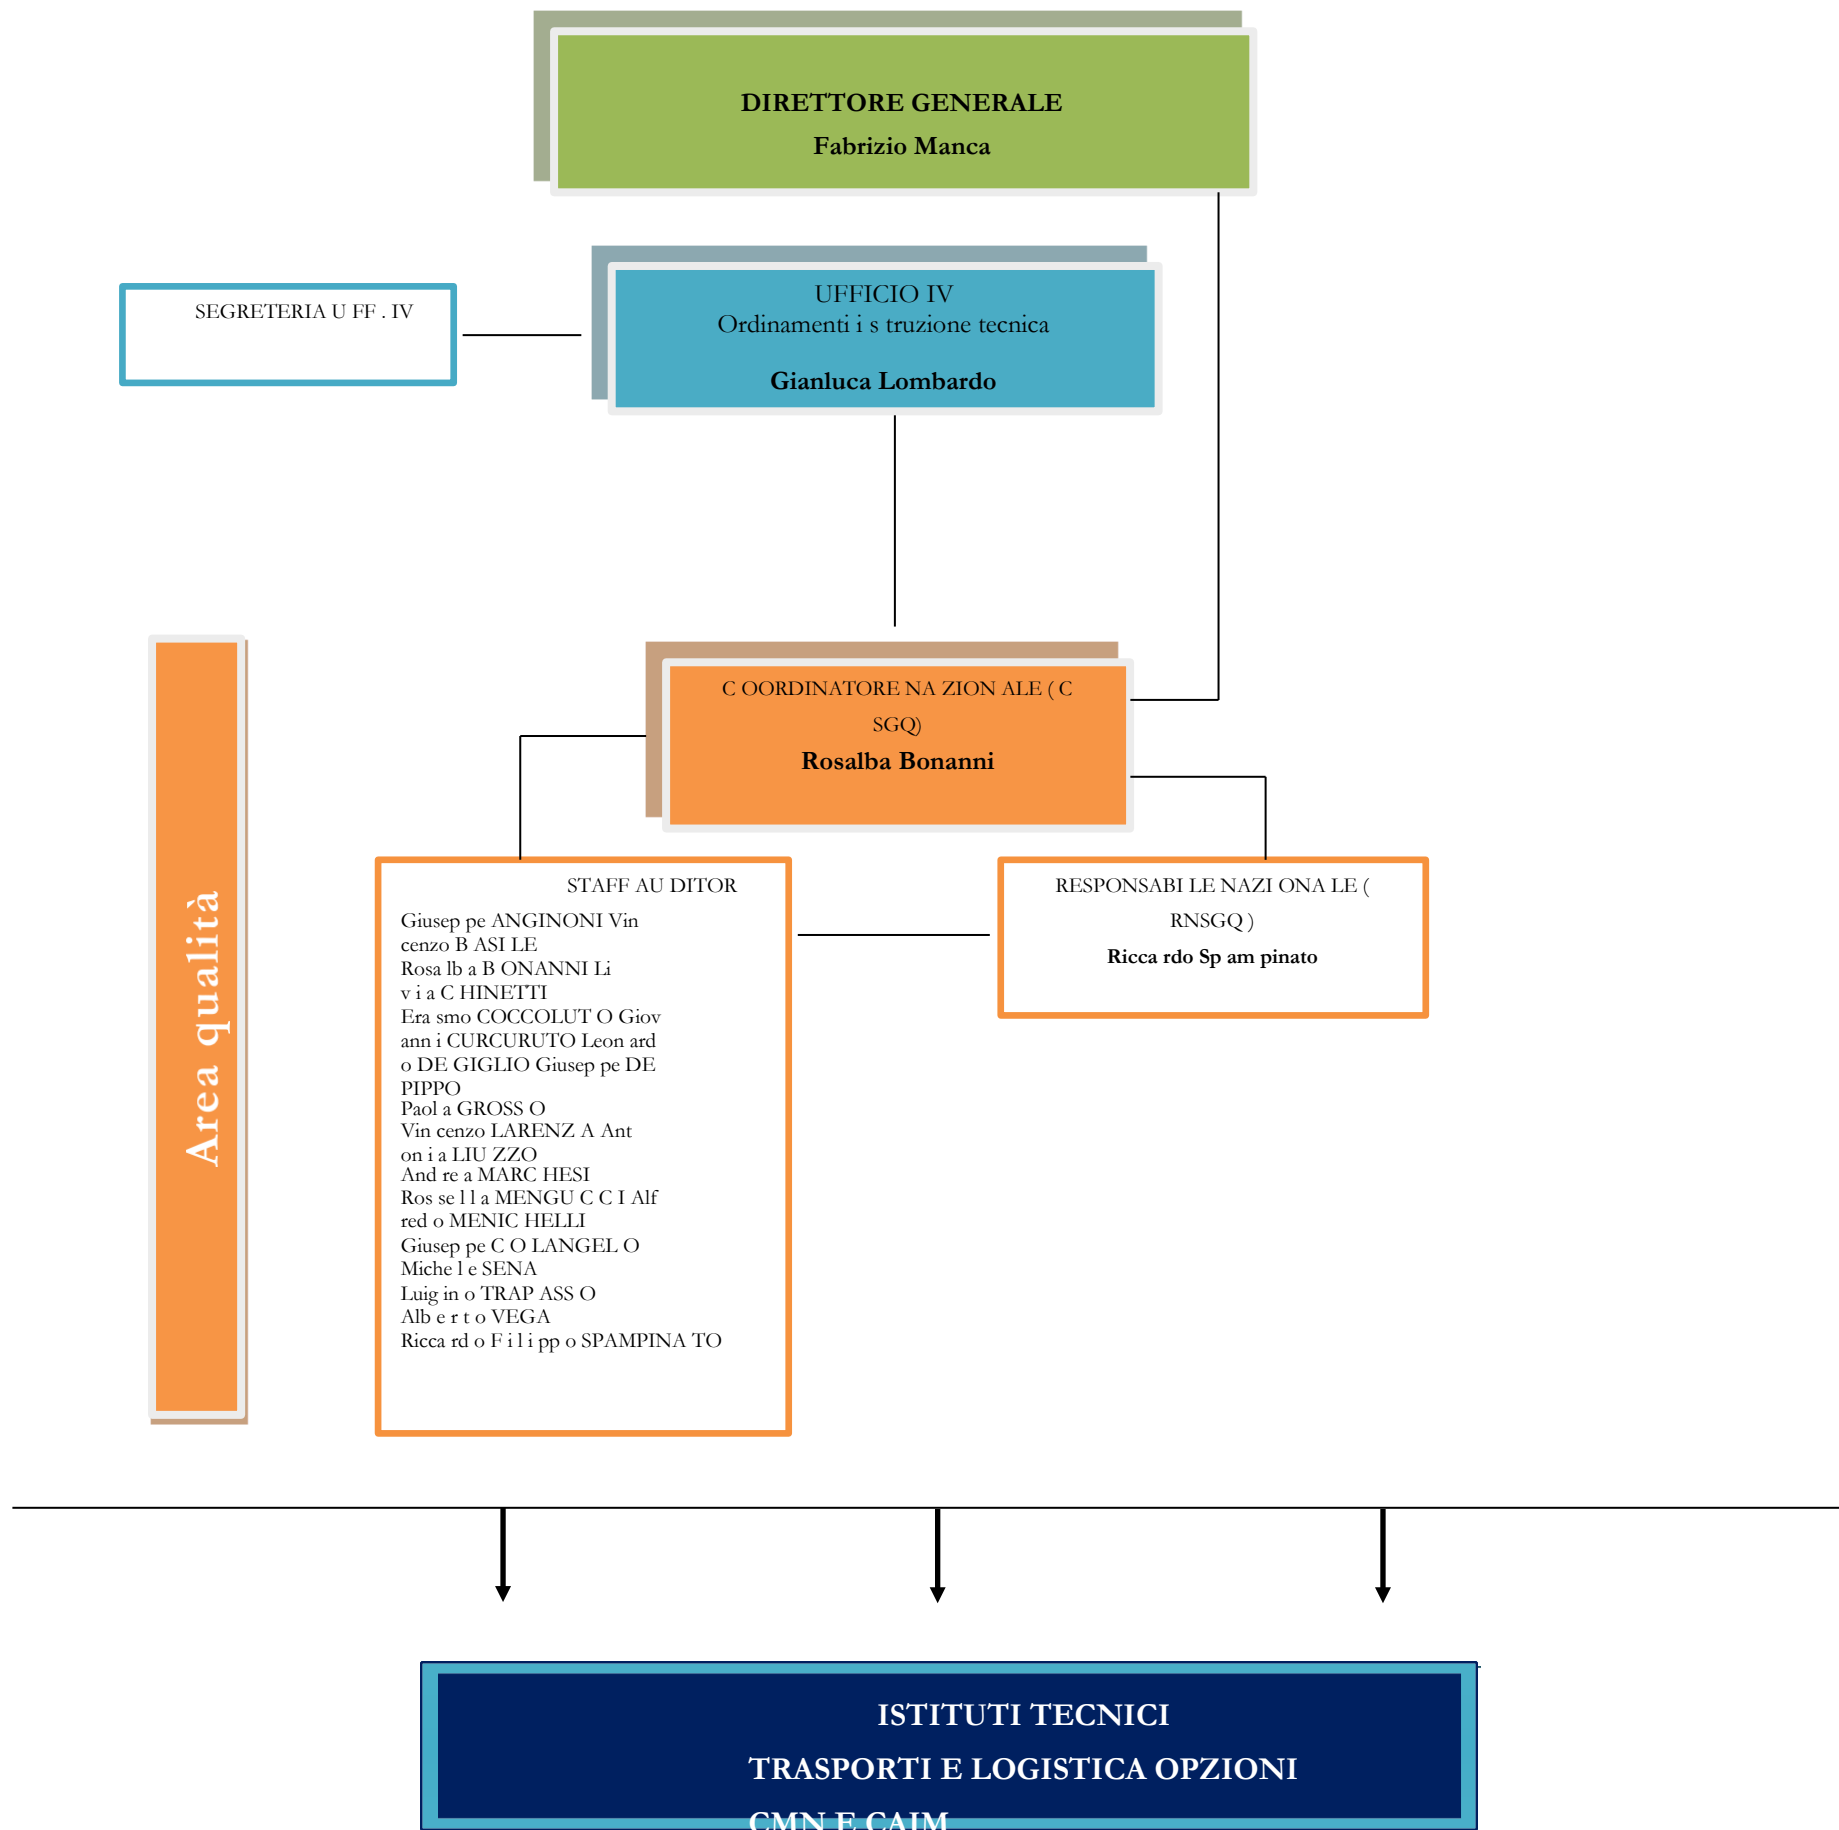 DIRETTORE GENERALE
Fabrizio Manca
SEGRETERIA U FF . IV
UFFICIO IV
Ordinamenti i s truzione tecnica
Gianluca Lombardo
C OORDINATORE NA ZION ALE ( C
SGQ)
Rosalba Bonanni
Area qualità
STAFF AU DITOR
Giusep pe ANGINONI Vin
cenzo B ASI LE
Rosa lb a B ONANNI Li
v i a C HINETTI
Era smo COCCOLUT O Giov
ann i CURCURUTO Leon ard
o DE GIGLIO Giusep pe DE
PIPPO
Paol a GROSS O
Vin cenzo LARENZ A Ant
on i a LIU ZZO
And re a MARC HESI
Ros se l l a MENGU C C I Alf
red o MENIC HELLI
Giusep pe C O LANGEL O
Miche l e SENA
Luig in o TRAP ASS O
Alb e r t o VEGA
Ricca rd o F i l i pp o SPAMPINA TO
RESPONSABI LE NAZI ONA LE (
RNSGQ )
Ricca rdo Sp am pinato
ISTITUTI TECNICI
TRASPORTI E LOGISTICA OPZIONI
CMN E CAIM